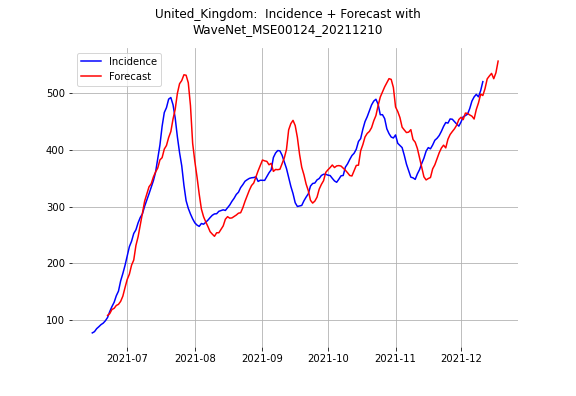 United_Kingdom:  Incidence + Forecast with
WaveNet_MSE00124_20211210
Incidence
Forecast
500
400
300
200
100
2021-07 2021-08 2021-09 2021-10 2021-11 2021-12